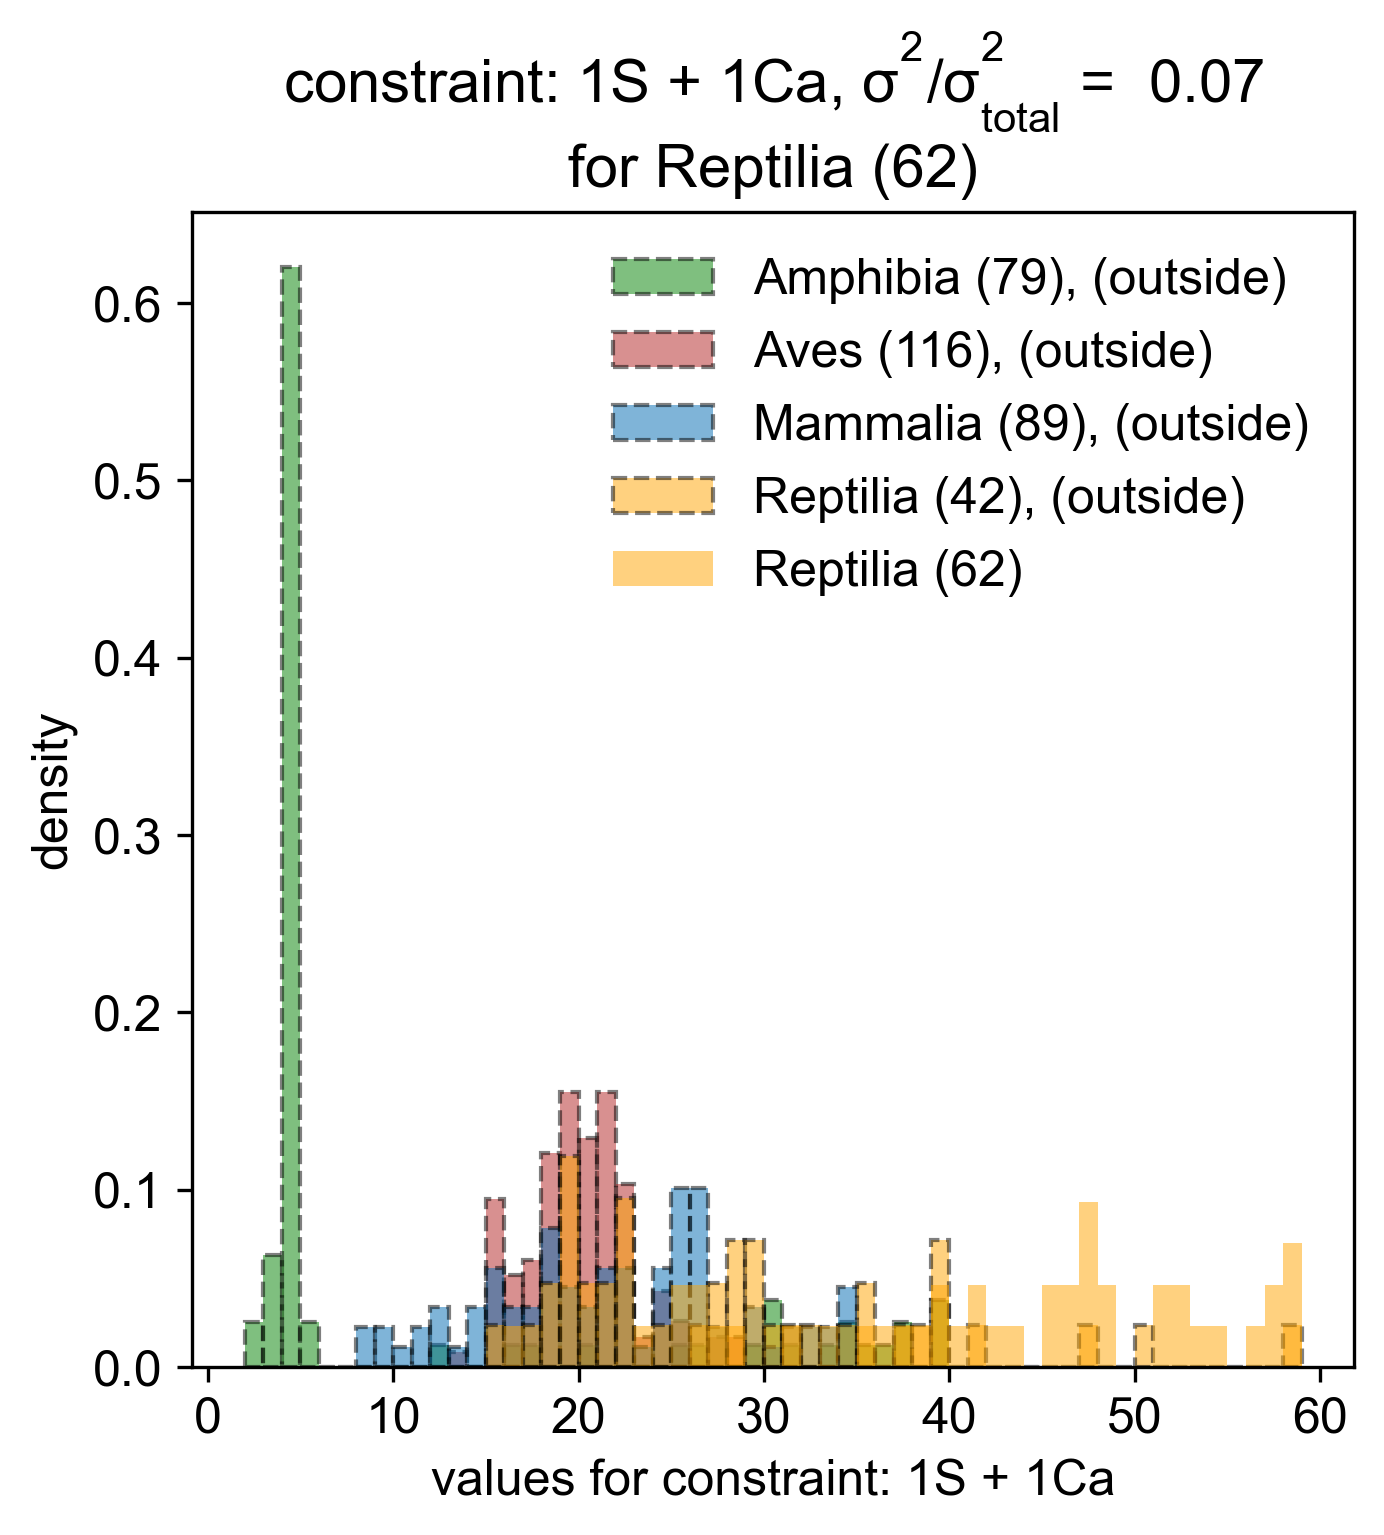 constraint: 1S + 1Ca, σ²/σ²total = 0.07
for Reptilia (62)
Amphibia (79), (outside)
Aves (116), (outside)
Mammalia (89), (outside)
Reptilia (42), (outside)
Reptilia (62)
0.6
0.5
0.4
0.3
0.2
0.1
0.0
density
0 10 20 30 40 50 60
values for constraint: 1S + 1Ca